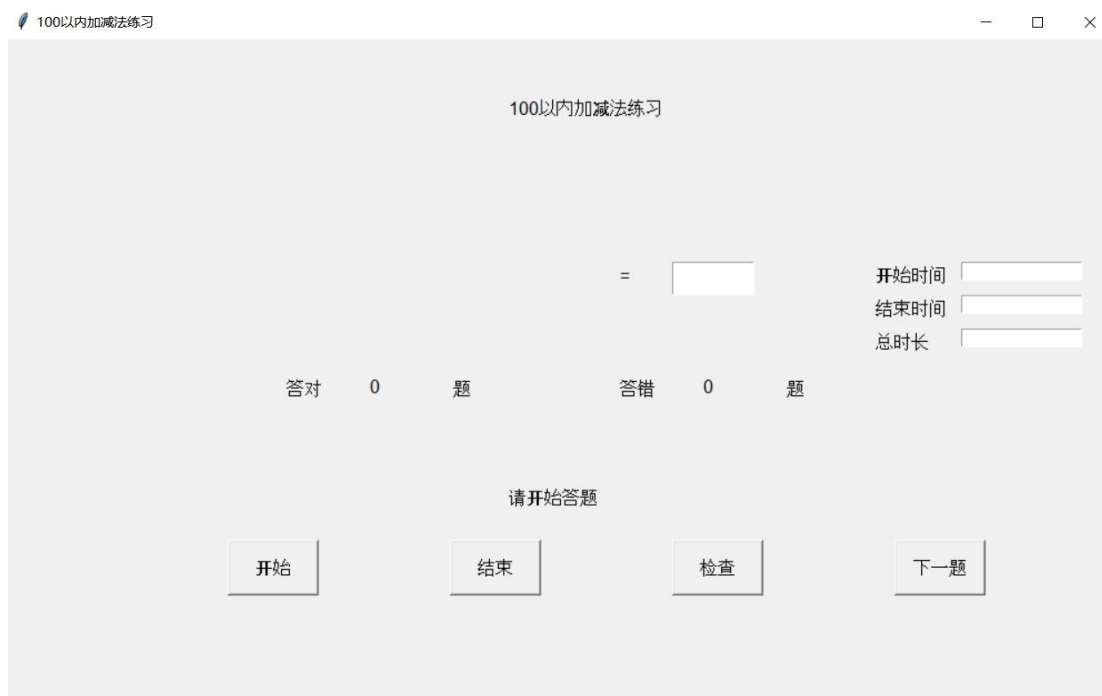 100以内加减法练习
100以内加减法练习
=
开始时间
结束时间
总时长
答对 0 题 答错 0 题
请开始答题
开始 结束 检查 下一题